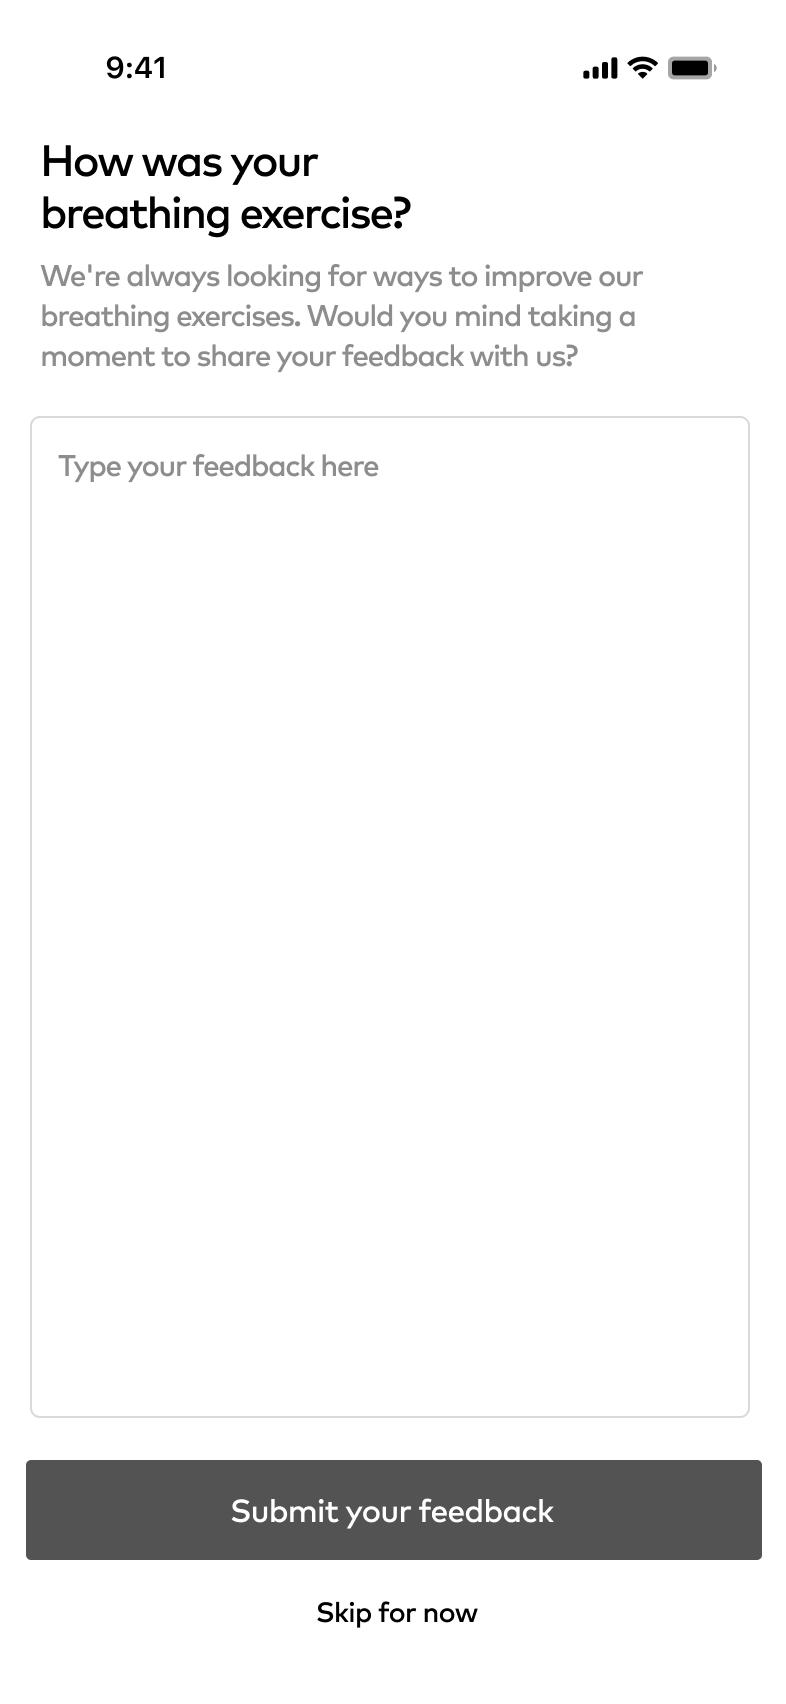 9:41
How was your
breathing exercise?
We're always looking for ways to improve our
breathing exercises. Would you mind taking a
moment to share your feedback with us?
Type your feedback here
Submit your feedback
Skip for now